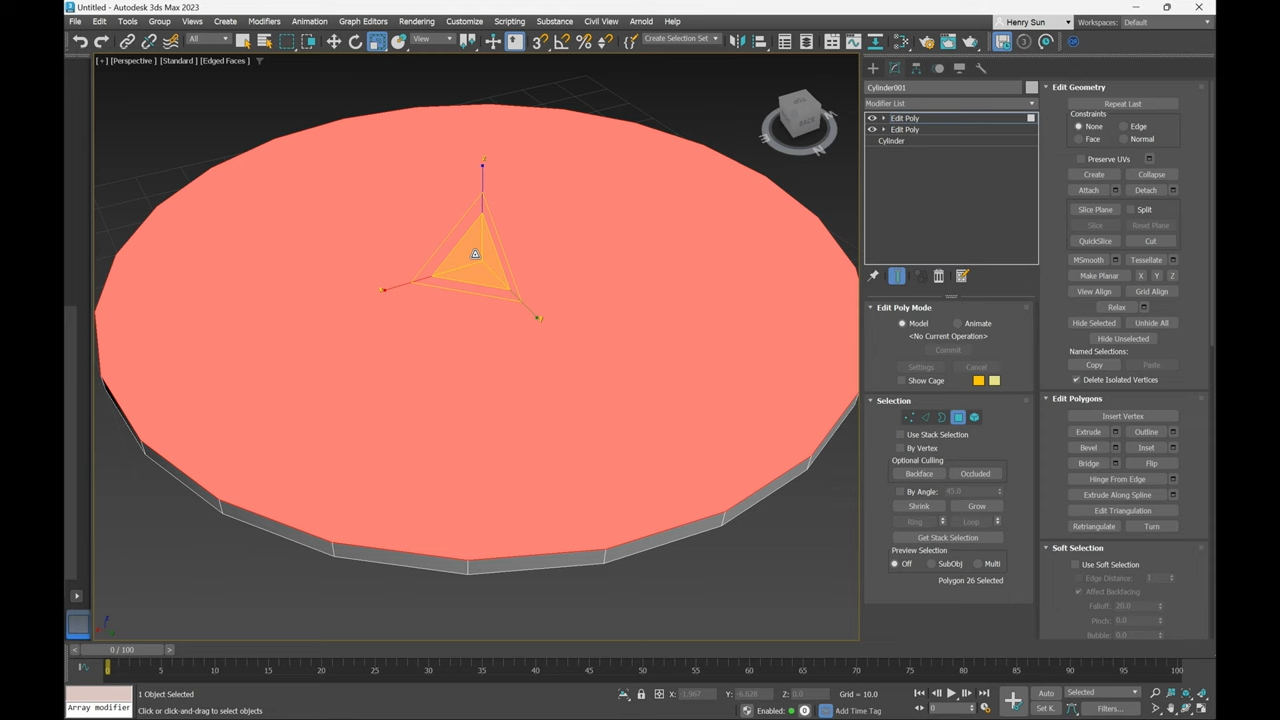 Untitled - Autodesk 3ds Max 2023
File Edit Tools Group Views Create Modifiers Animation Graph Editors Rendering Customize Scripting Substance Civil View Arnold Help
Henry Sun Workspaces: Default
All View Create Selection Set
[+] [Perspective] [Standard] [Edged Faces]
Cylinder001
Modifier List
Edit Poly
Edit Poly
Cylinder
Edit Poly Mode
Model Animate
<No Current Operation>
Commit
Settings Cancel
Show Cage
Selection
Use Stack Selection
By Vertex
Optional Culling
Backface Occluded
By Angle: 45.0
Shrink Grow
Ring Loop
Get Stack Selection
Preview Selection
Off SubObj Multi
Polygon 26 Selected
Edit Geometry
Repeat Last
Constraints
None Edge
Face Normal
Preserve UVs
Create Collapse
Attach Detach
Slice Plane Split
Slice Reset Plane
QuickSlice Cut
MSmooth Tessellate
Make Planar X Y Z
View Align Grid Align
Relax
Hide Selected Unhide All
Hide Unselected
Named Selections:
Copy Paste
Delete Isolated Vertices
Edit Polygons
Insert Vertex
Extrude Outline
Bevel Inset
Bridge Flip
Hinge From Edge
Extrude Along Spline
Edit Triangulation
Retriangulate Turn
Soft Selection
Use Soft Selection
Edge Distance: 1
Affect Backfacing
Falloff: 20.0
Pinch: 0.0
Bubble: 0.0
0 / 100
0 5 10 15 20 25 30 35 40 45 50 55 60 65 70 75 80 85 90 95 100
Array modifier
1 Object Selected
Click or click-and-drag to select objects
X: -1.967 Y: -6.628 Z: 0.0 Grid = 10.0
Enabled: Add Time Tag
0
Auto Selected
Set K. Filters...